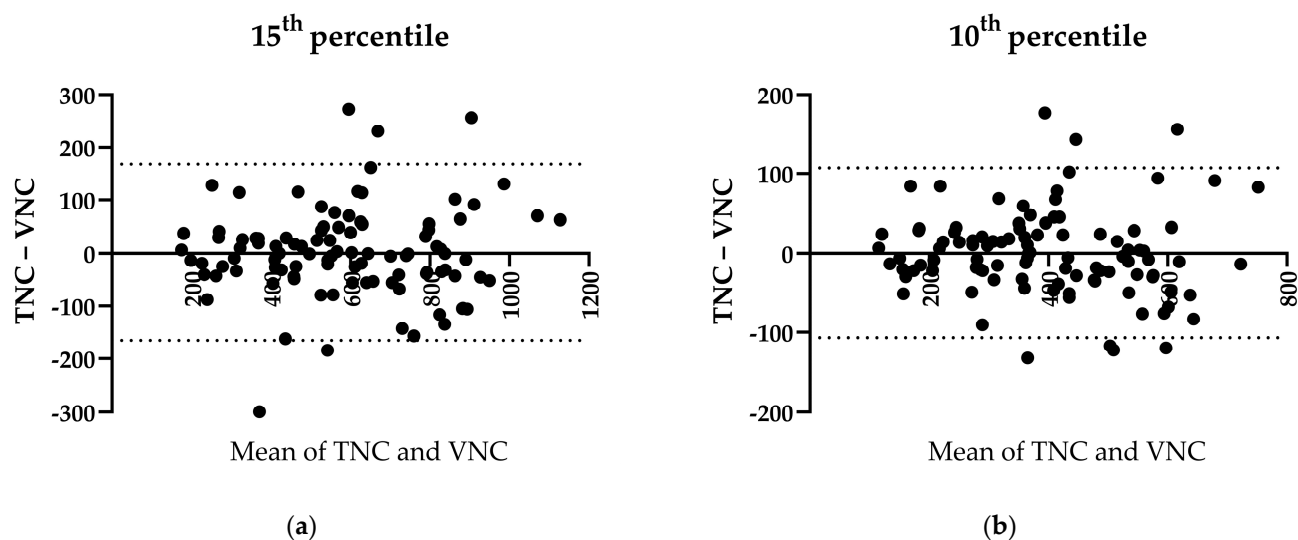 15th percentile
300
200
100
0
-100
-200
-300
TNC – VNC
200
400
600
800
1000
1200
Mean of TNC and VNC
(a)
10th percentile
200
100
0
-100
-200
TNC – VNC
200
400
600
800
Mean of TNC and VNC
(b)